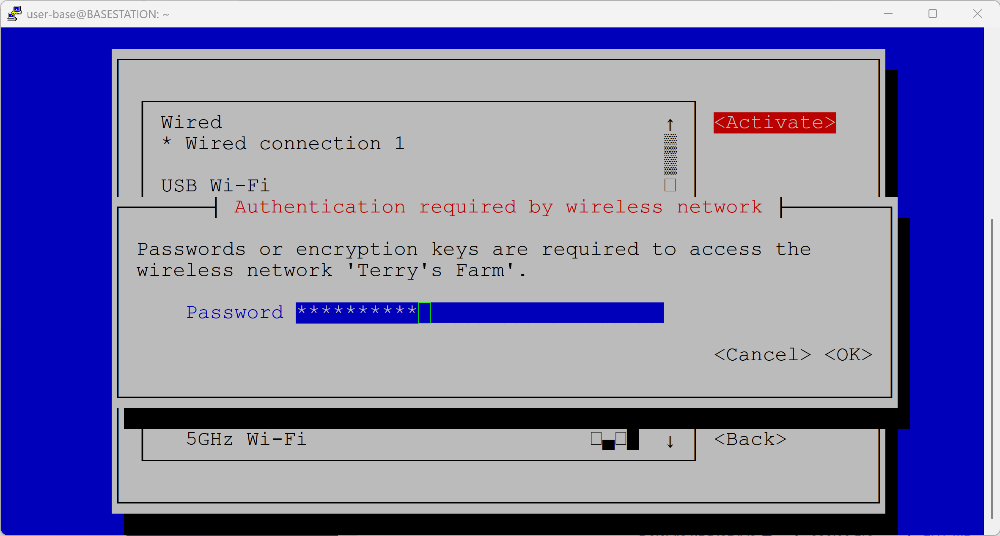 user-base@BASESTATION: ~
Wired
<Activate>
* Wired connection 1
USB Wi-Fi
Authentication required by wireless network
Passwords or encryption keys are required to access the
wireless network 'Terry's Farm'.
Password **********
<Cancel> <OK>
5GHz Wi-Fi
<Back>